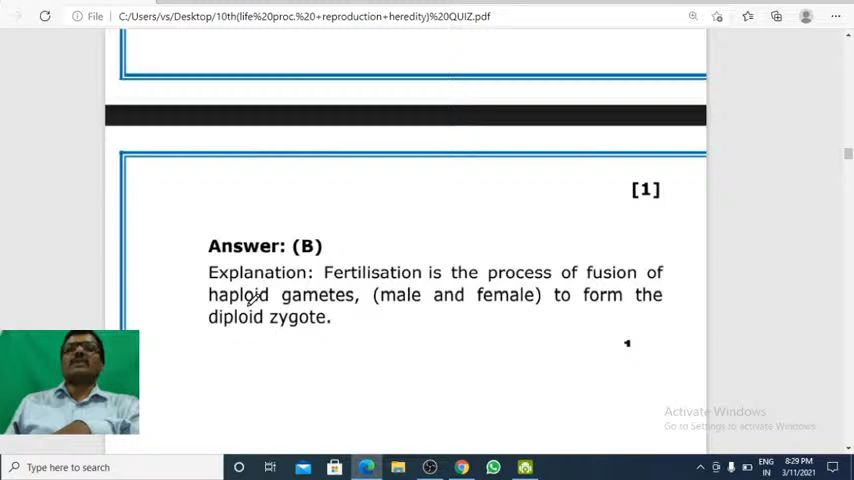 File
C:/Users/vs/Desktop/10th(life%20proc.%20+reproduction+heredity)%20QUIZ.pdf
[1]
Answer: (B)
Explanation: Fertilisation is the process of fusion of
haploid gametes, (male and female) to form the
diploid zygote.
1
Activate Windows
Go to Settings to activate Windows
Type here to search
ENG
IN
8:29 PM
3/11/2021